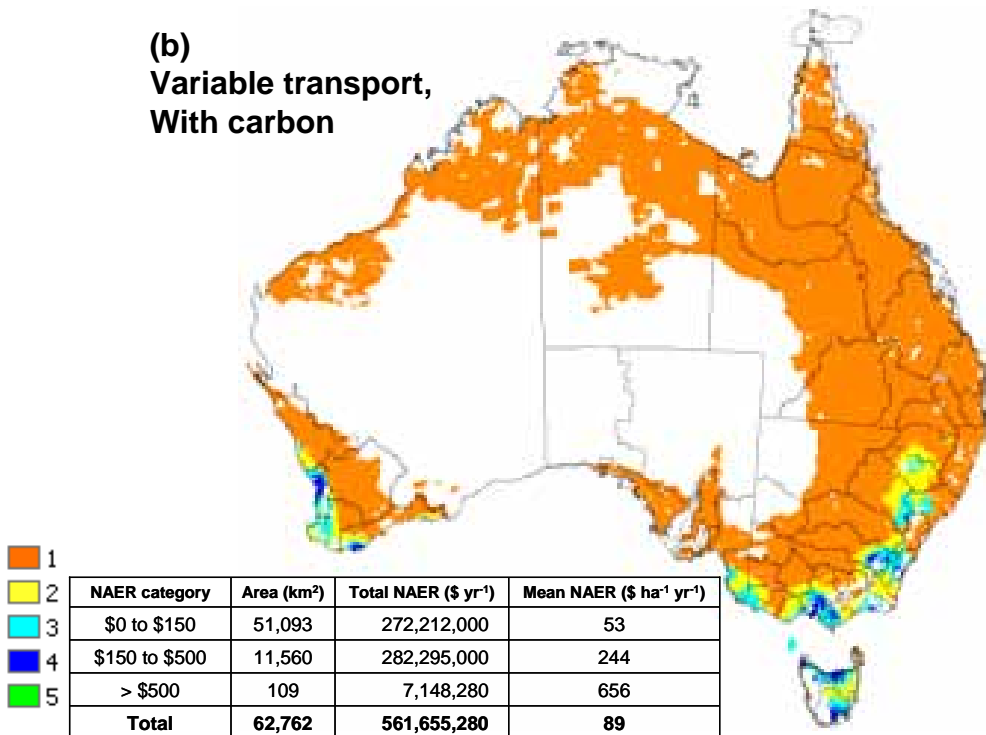 (b)
Variable transport,
With carbon
1
2
3
4
5
NAER category Area (km²) Total NAER ($ yr⁻¹) Mean NAER ($ ha⁻¹ yr⁻¹)
$0 to $150 51,093 272,212,000 53
$150 to $500 11,560 282,295,000 244
> $500 109 7,148,280 656
Total 62,762 561,655,280 89